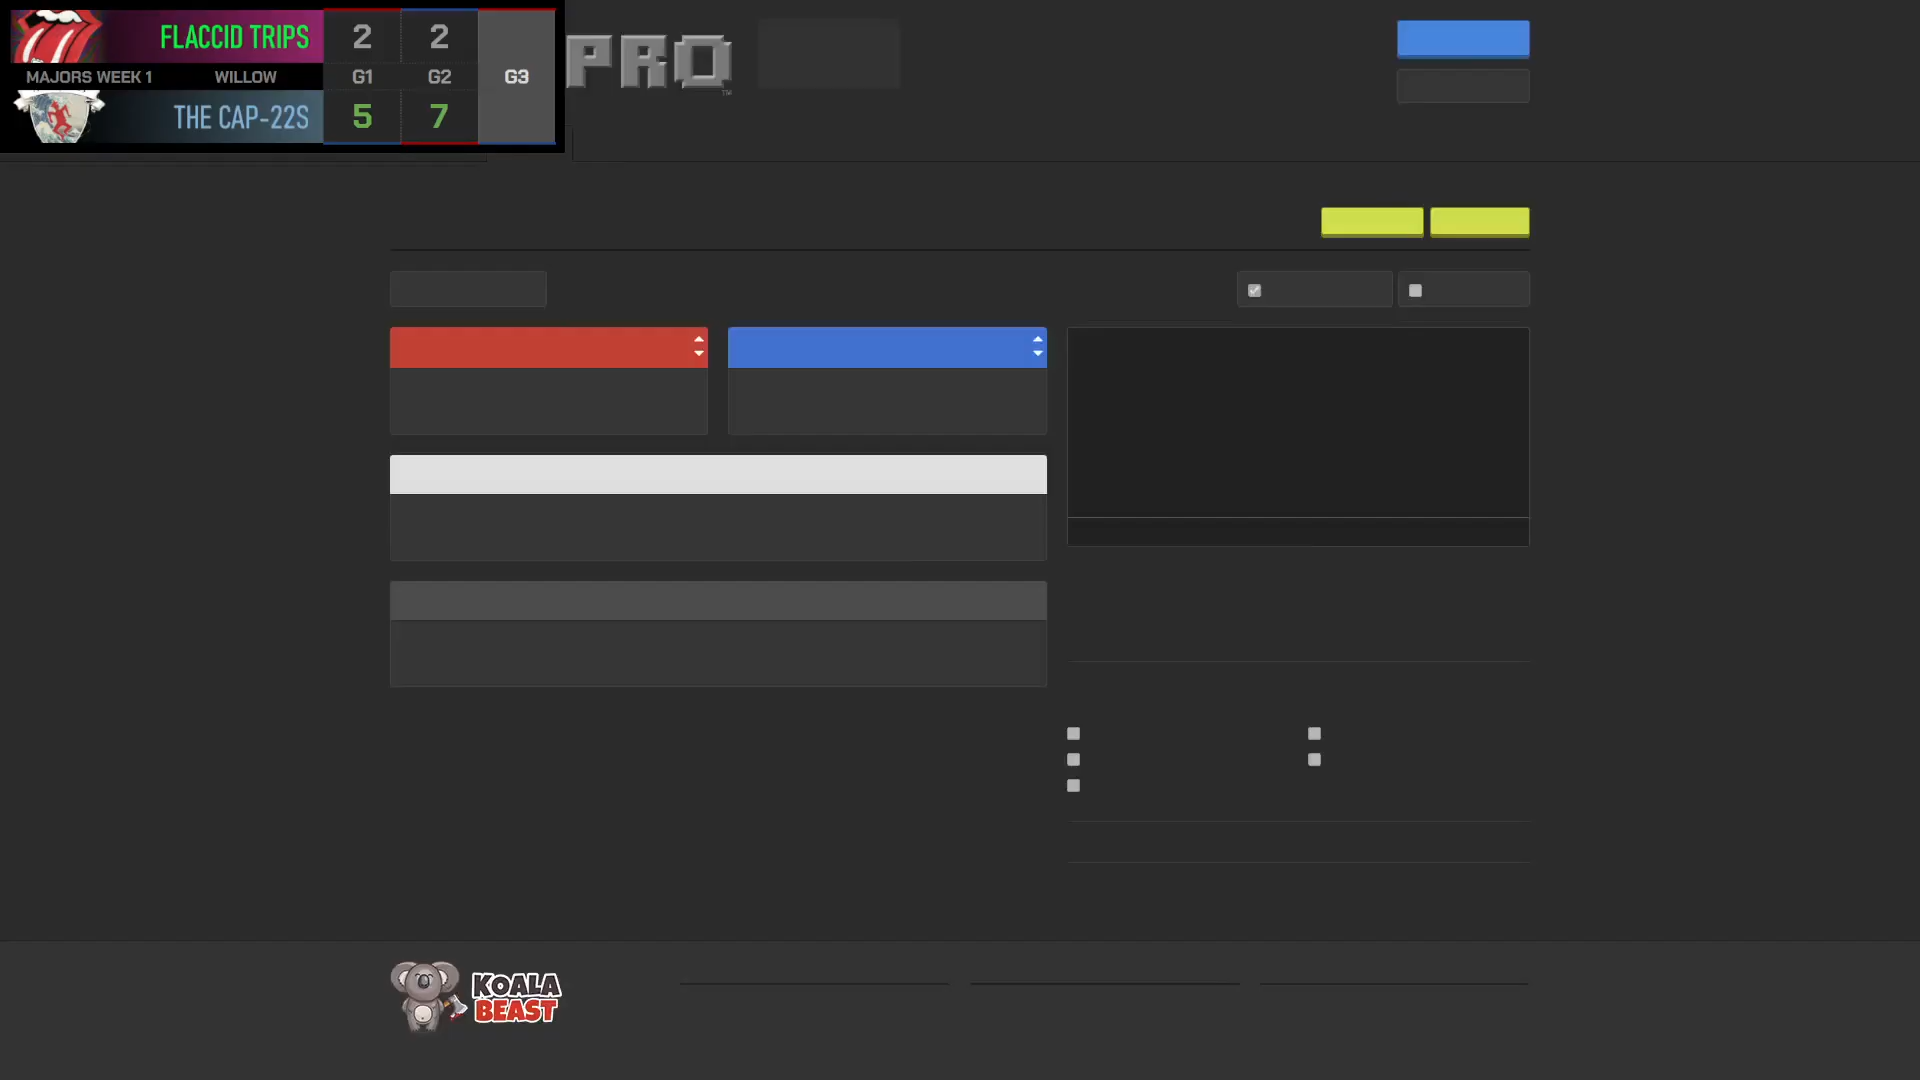 FLACCID TRIPS 2 2
MAJORS WEEK 1 WILLOW G1 G2 G3
THE CAP-22S 5 7
PRO
™
KOALA
BEAST